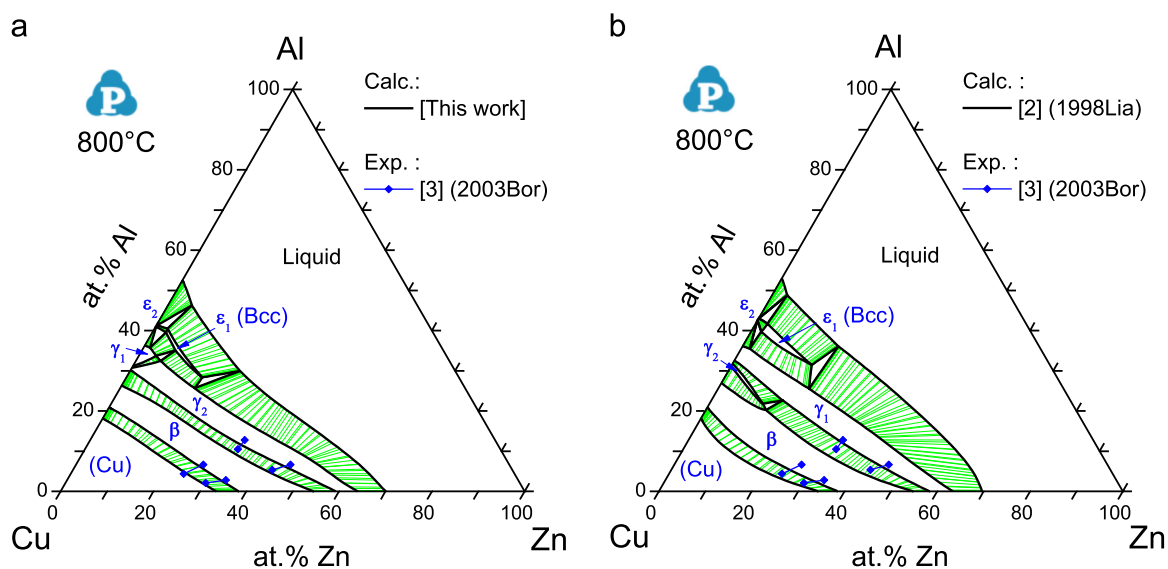 a
Al
P
800°C
Calc.:
[This work]
Exp. :
[3] (2003Bor)
100
80
60
40
20
0
at.% Al
Liquid
ε2
ε1 (Bcc)
γ1
γ2
β
(Cu)
0 20 40 60 80 100
Cu
at.% Zn
Zn
b
Al
P
800°C
Calc. :
[2] (1998Lia)
Exp. :
[3] (2003Bor)
100
80
60
40
20
0
at.% Al
Liquid
ε2
ε1 (Bcc)
γ2
γ1
β
(Cu)
0 20 40 60 80 100
Cu
at.% Zn
Zn